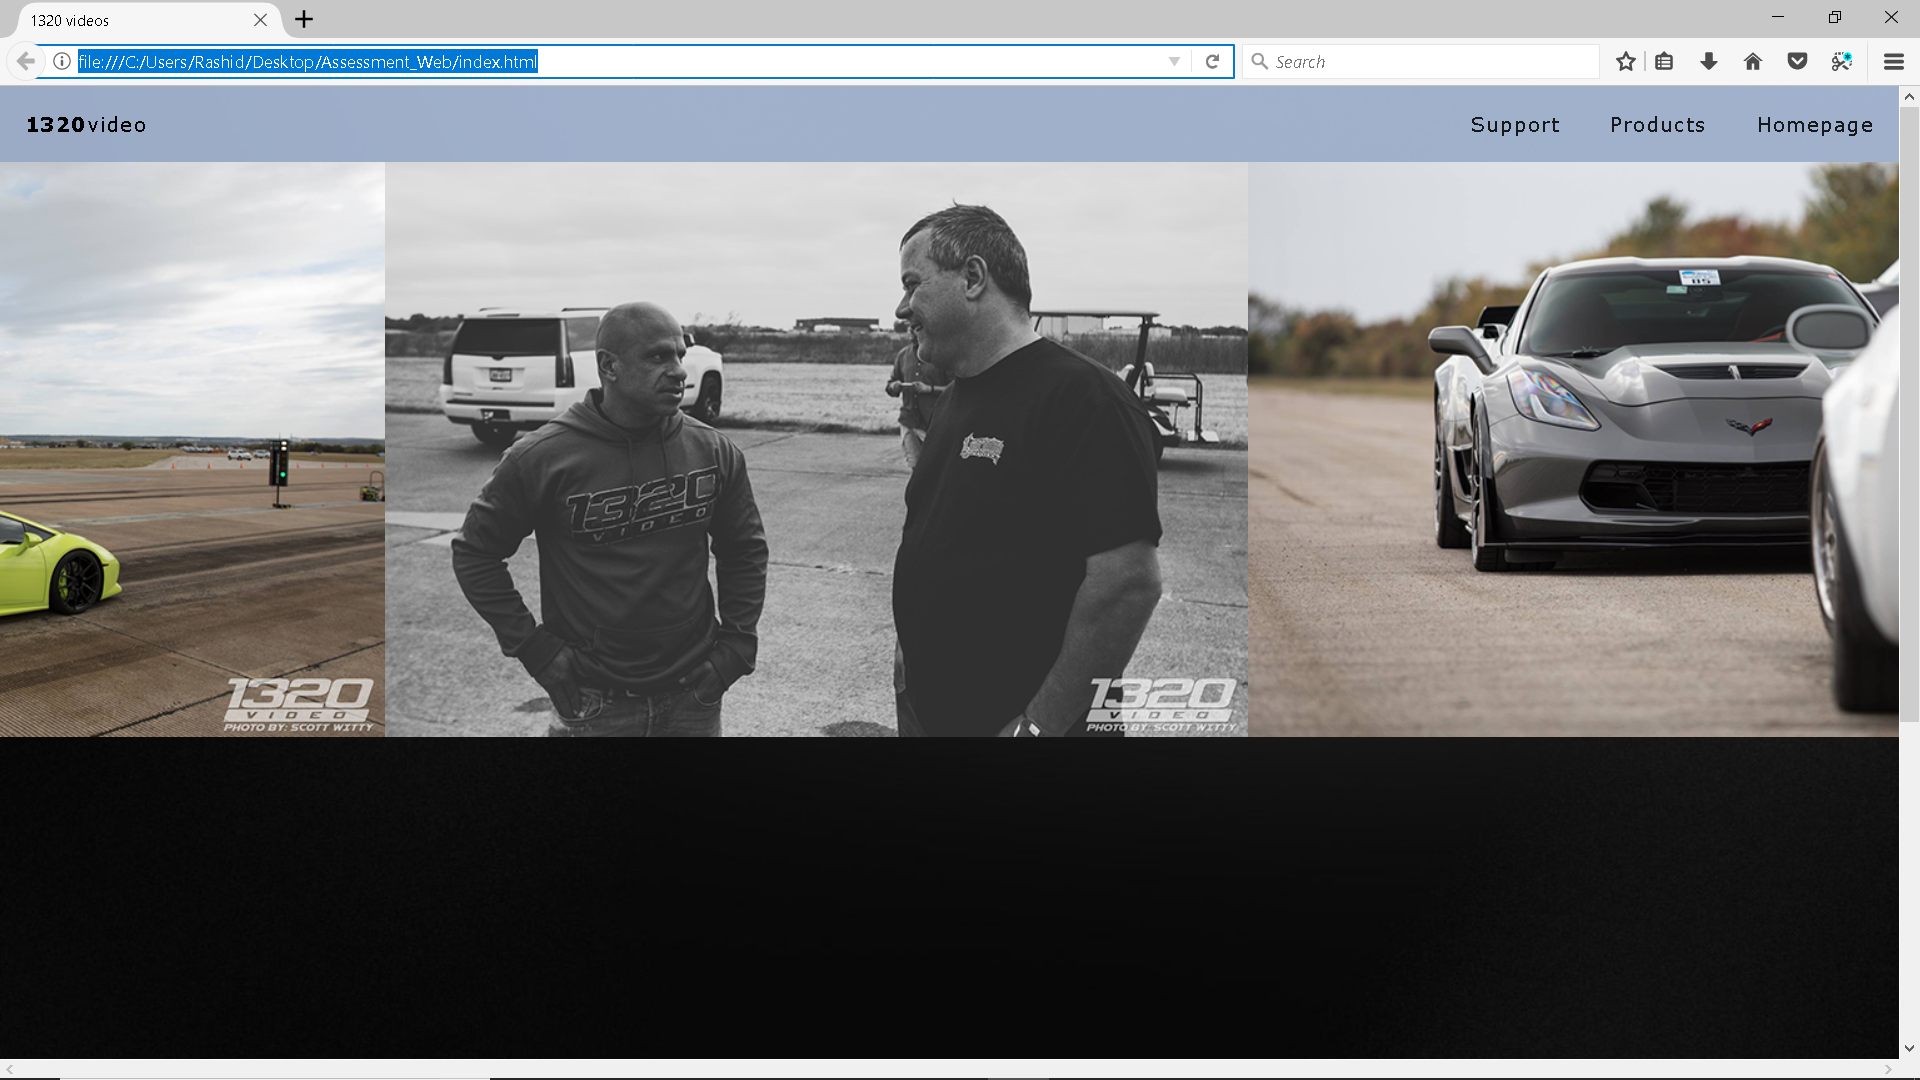 1320 videos
file:///C:/Users/Rashid/Desktop/Assessment_Web/index.html
Search
1320video
Support
Products
Homepage
1320
VIDEO
1320
VIDEO
PHOTO BY: SCOTT WITTY
1320
VIDEO
PHOTO BY: SCOTT WITTY